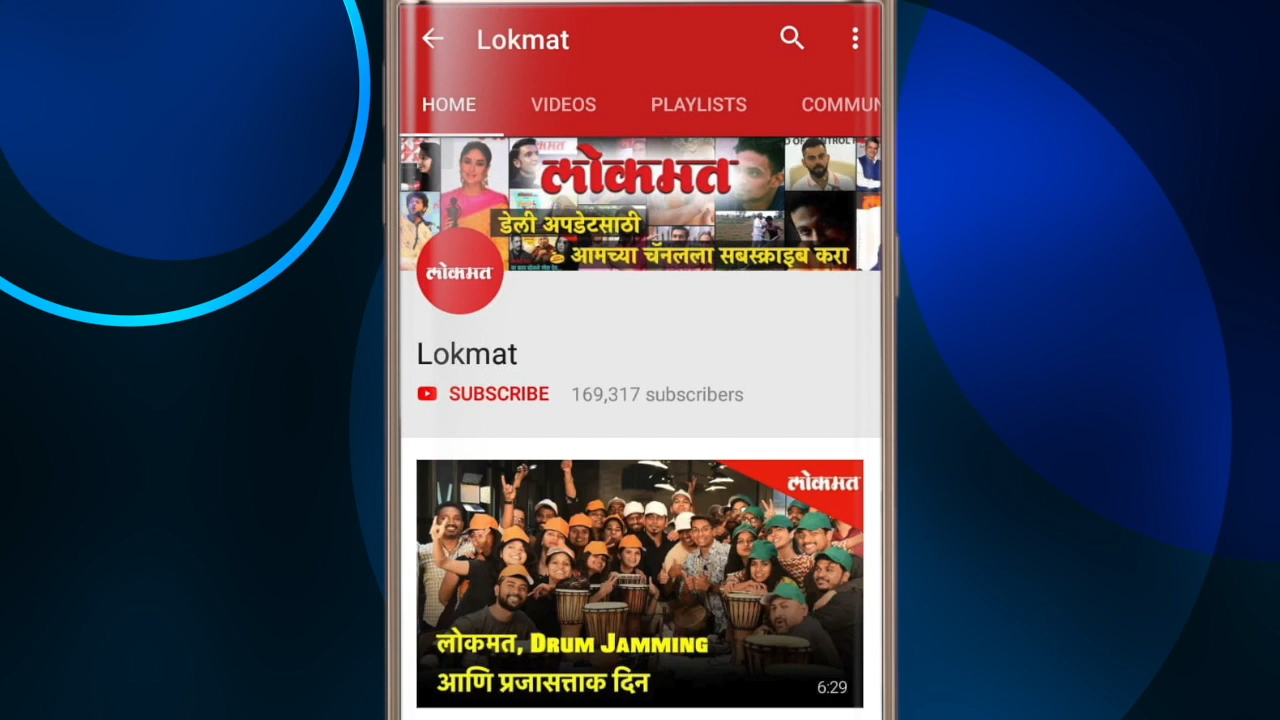 Lokmat
HOME VIDEOS PLAYLISTS COMMUN
लोकमत
डेली अपडेटसाठी
आमच्या चॅनलला सबस्क्राइब करा
लोकमत
Lokmat
SUBSCRIBE 169,317 subscribers
लोकमत
लोकमत, DRUM JAMMING
आणि प्रजासत्ताक दिन
6:29